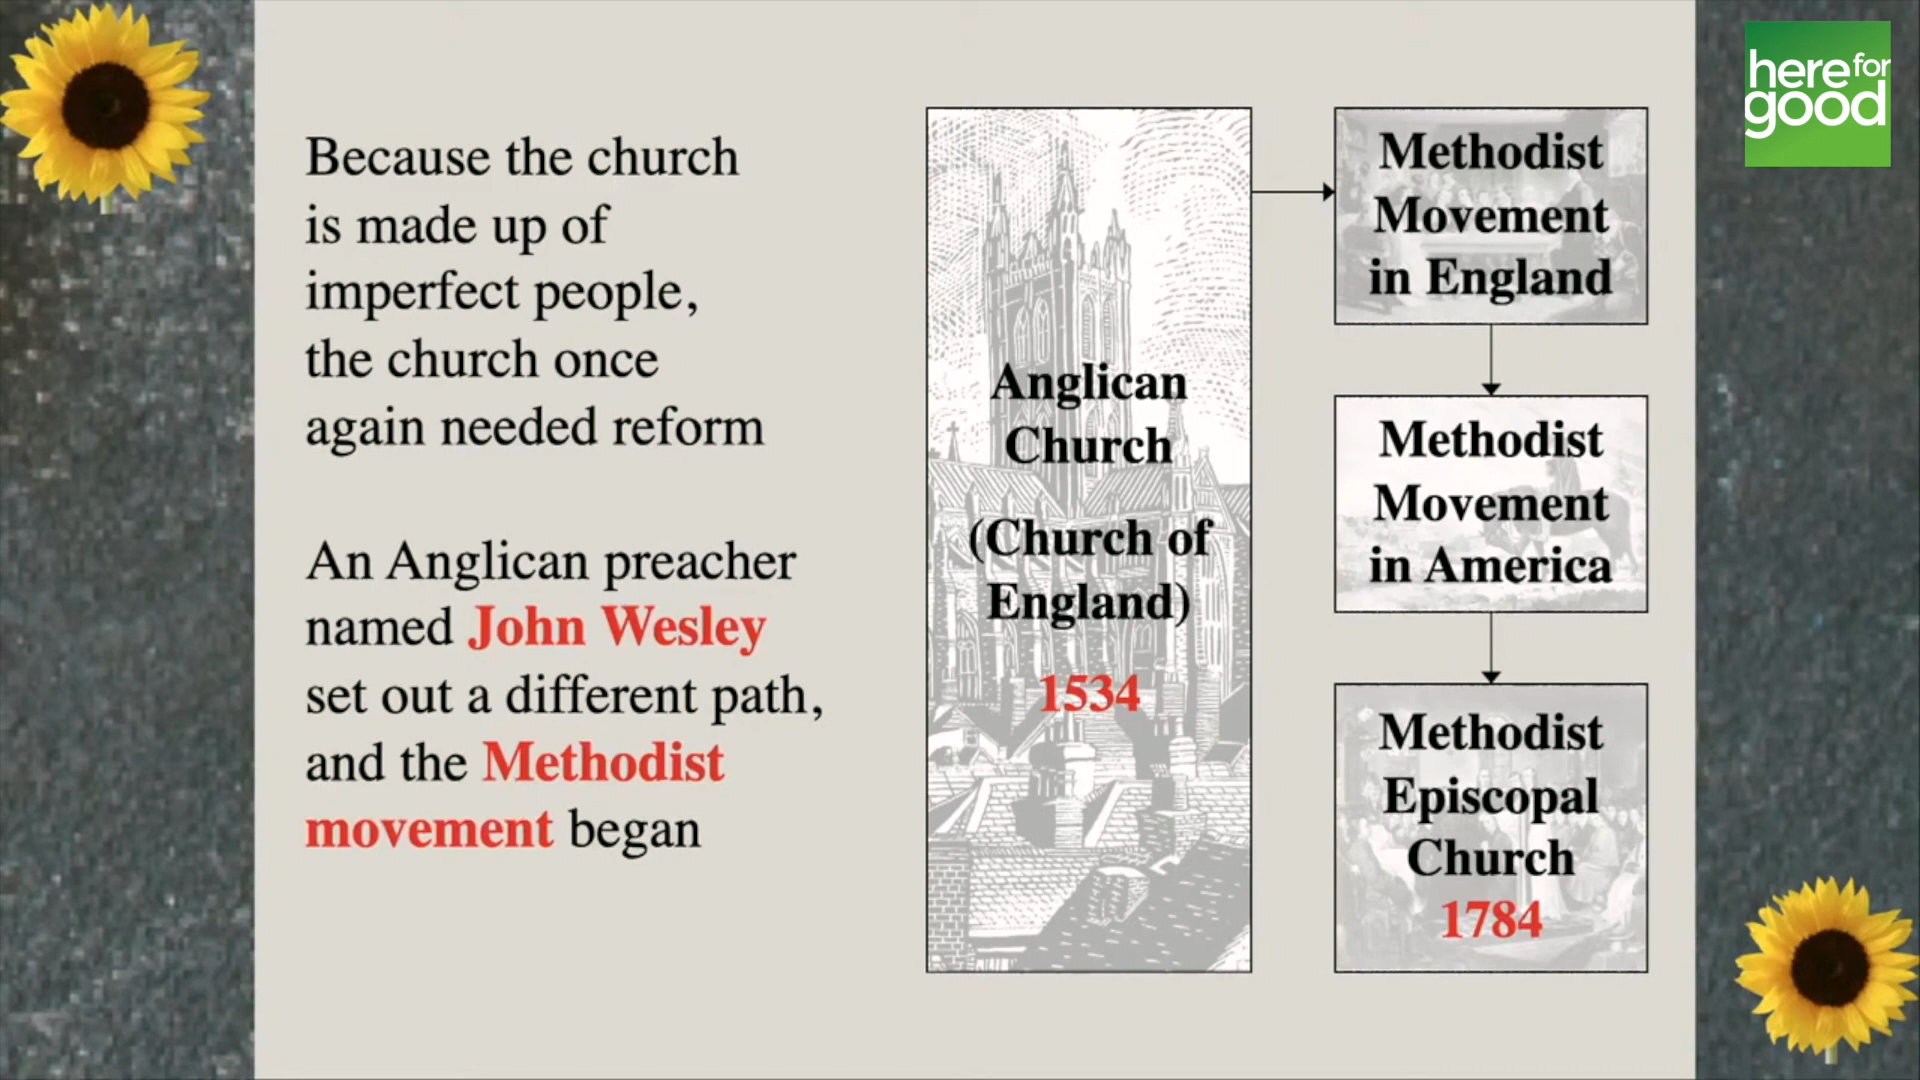 Because the church
is made up of
imperfect people,
the church once
again needed reform
An Anglican preacher
named John Wesley
set out a different path,
and the Methodist
movement began
Anglican
Church
(Church of
England)
1534
Methodist
Movement
in England
Methodist
Movement
in America
Methodist
Episcopal
Church
1784
here for
good